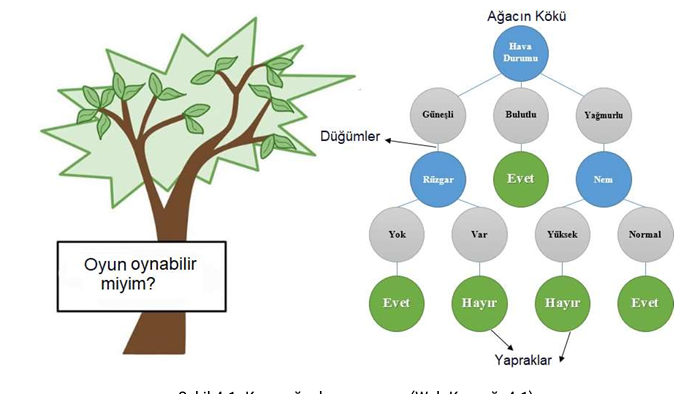 Ağacın Kökü
Hava
Durumu
Güneşli
Bulutlu
Yağmurlu
Düğümler
Rüzgar
Evet
Nem
Yok
Var
Yüksek
Normal
Oyun oynabilir
miyim?
Evet
Hayır
Hayır
Evet
Yapraklar